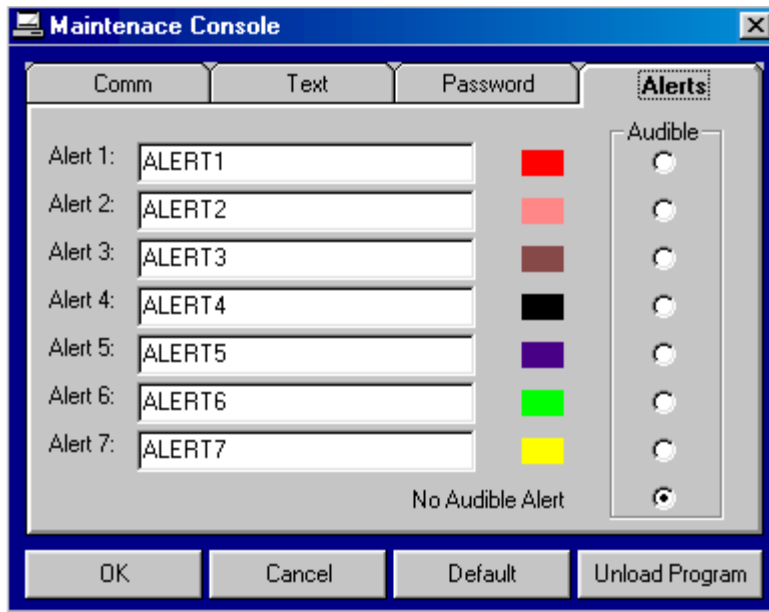 Maintenace Console
Comm Text Password Alerts
Audible
Alert 1: ALERT1
Alert 2: ALERT2
Alert 3: ALERT3
Alert 4: ALERT4
Alert 5: ALERT5
Alert 6: ALERT6
Alert 7: ALERT7
No Audible Alert
OK Cancel Default Unload Program